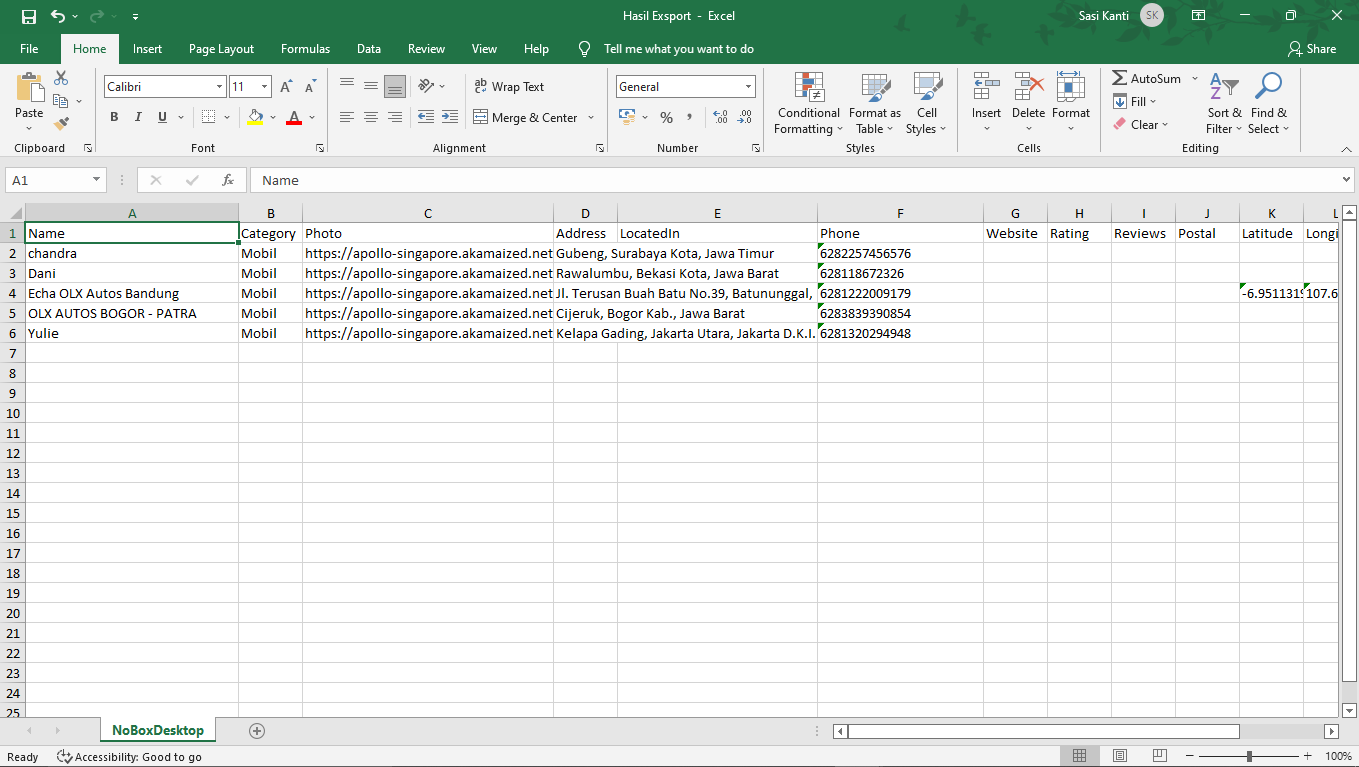 Hasil Exsport - Excel
Sasi Kanti SK
File Home Insert Page Layout Formulas Data Review View Help Tell me what you want to do Share
Calibri 11 Wrap Text General AutoSum
Paste B I U Merge & Center % Conditional Formatting Format as Table Cell Styles Insert Delete Format Fill Clear Sort & Filter Find & Select
Clipboard Font Alignment Number Styles Cells Editing
A1 fx Name
A B C D E F G H I J K L
1 Name Category Photo Address LocatedIn Phone Website Rating Reviews Postal Latitude Longi
2 chandra Mobil https://apollo-singapore.akamaized.net Gubeng, Surabaya Kota, Jawa Timur 6282257456576
3 Dani Mobil https://apollo-singapore.akamaized.net Rawalumbu, Bekasi Kota, Jawa Barat 628118672326
4 Echa OLX Autos Bandung Mobil https://apollo-singapore.akamaized.net Jl. Terusan Buah Batu No.39, Batununggal, 6281222009179 -6.9511319 107.6
5 OLX AUTOS BOGOR - PATRA Mobil https://apollo-singapore.akamaized.net Cijeruk, Bogor Kab., Jawa Barat 6283839390854
6 Yulie Mobil https://apollo-singapore.akamaized.net Kelapa Gading, Jakarta Utara, Jakarta D.K.I. 6281320294948
7
8
9
10
11
12
13
14
15
16
17
18
19
20
21
22
23
24
25
NoBoxDesktop
Ready Accessibility: Good to go 100%